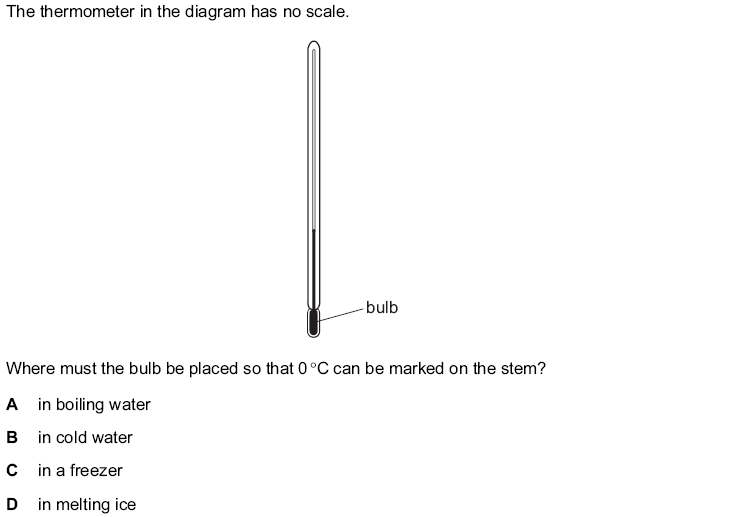 The thermometer in the diagram has no scale.
bulb
Where must the bulb be placed so that 0 °C can be marked on the stem?
A in boiling water
B in cold water
C in a freezer
D in melting ice